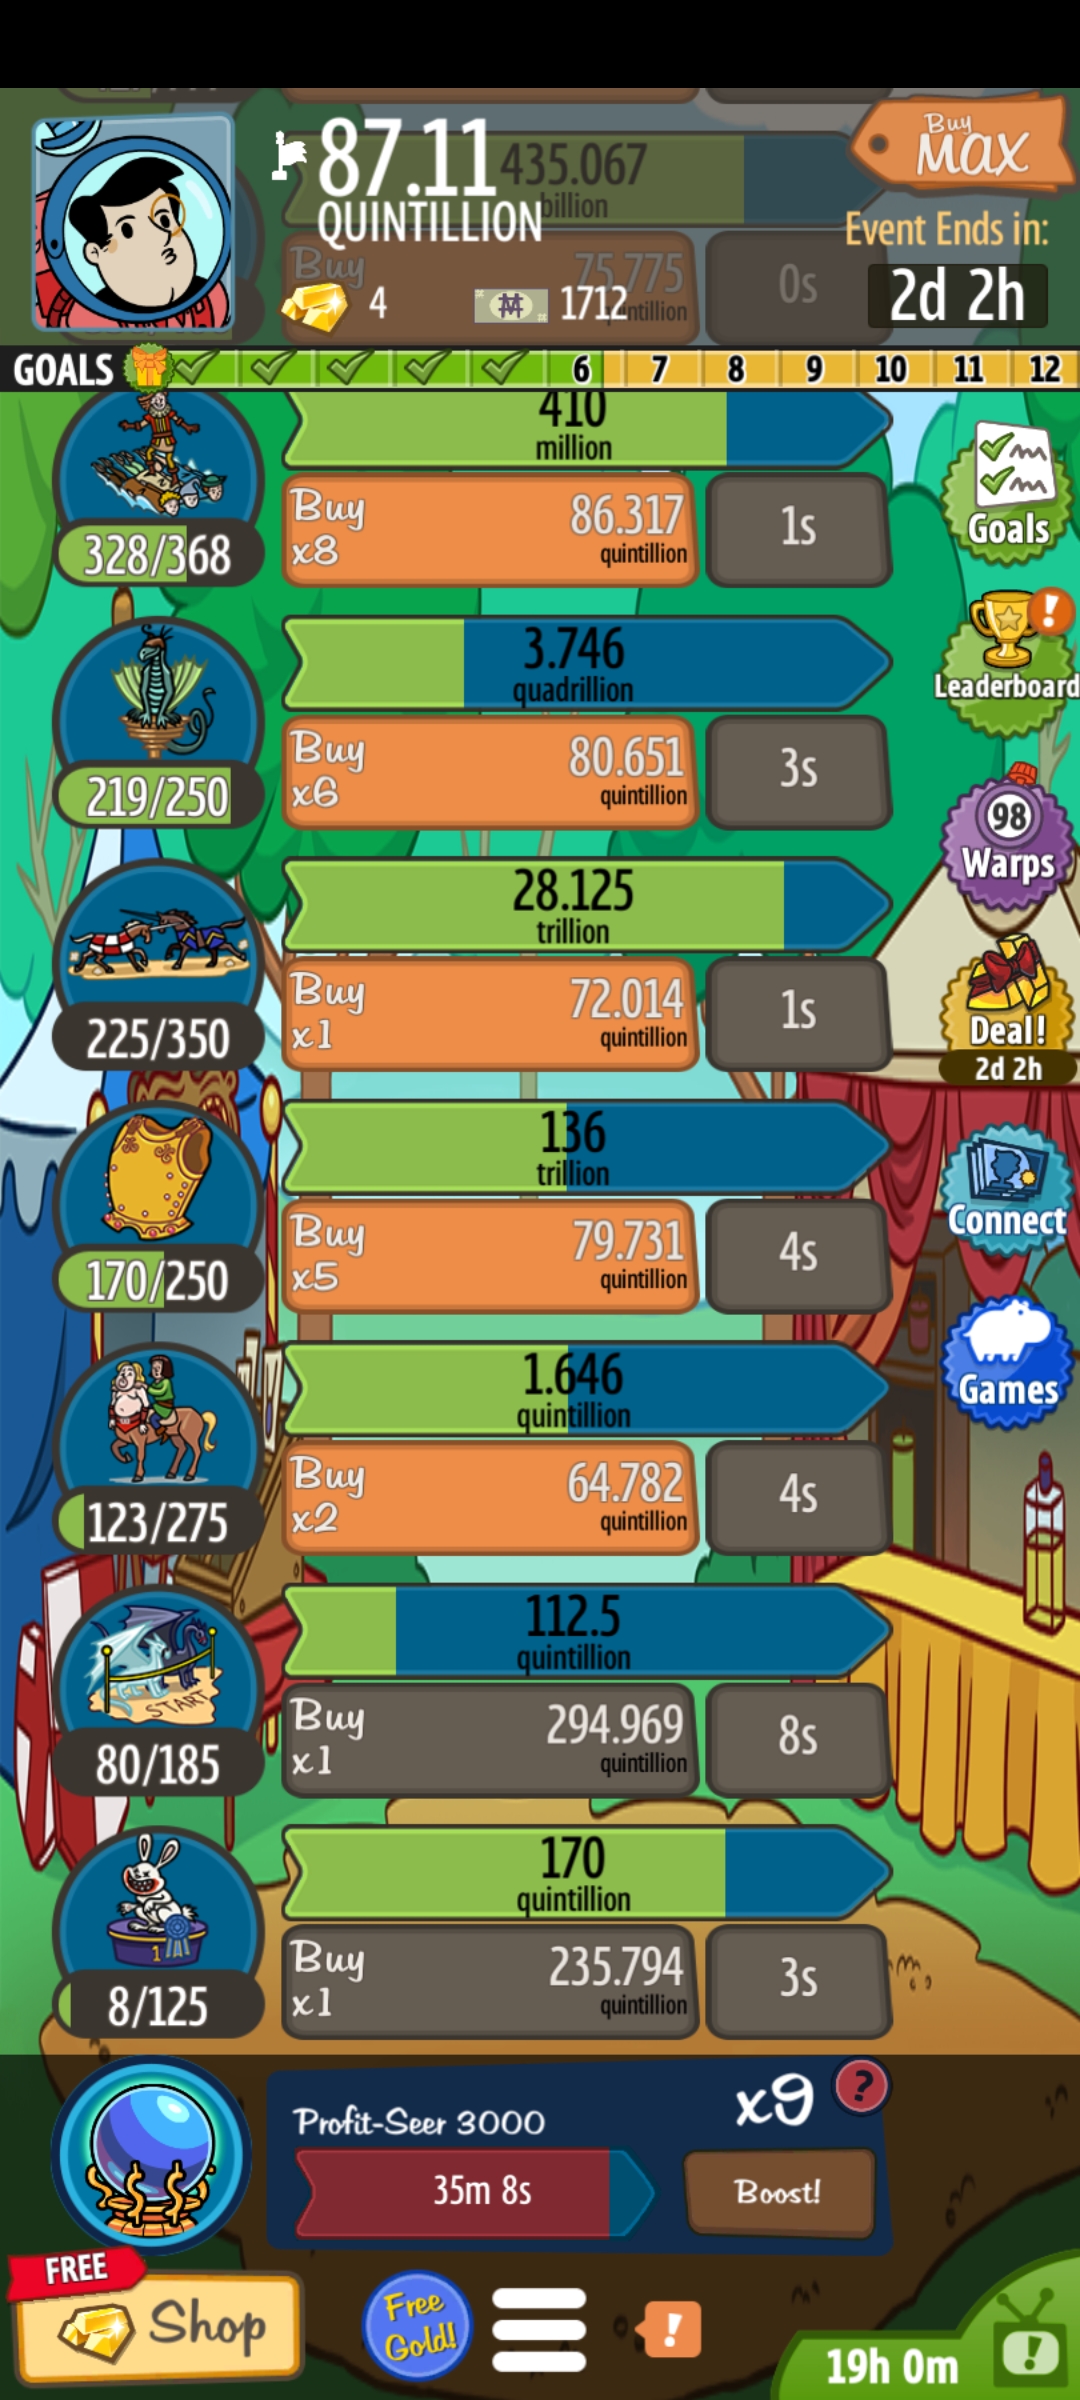 87.11
QUINTILLION
435.067
billion
Buy
MAX
Event Ends in:
2d 2h
Buy
75.775
0s
4
1712
GOALS
6
7
8
9
10
11
12
410
million
Buy
x8
86.317
quintillion
1s
328/368
Goals
3.746
quadrillion
Buy
x6
80.651
quintillion
3s
219/250
!
Leaderboard
98
Warps
28.125
trillion
Buy
x1
72.014
quintillion
1s
225/350
Deal!
2d 2h
136
trillion
Buy
x5
79.731
quintillion
4s
170/250
Connect
1.646
quintillion
Buy
x2
64.782
quintillion
4s
123/275
Games
112.5
quintillion
START
Buy
x1
294.969
quintillion
8s
80/185
170
quintillion
1
Buy
x1
235.794
quintillion
3s
8/125
Profit-Seer 3000
x9
?
35m 8s
Boost!
FREE
Shop
Free
Gold!
!
19h 0m
!